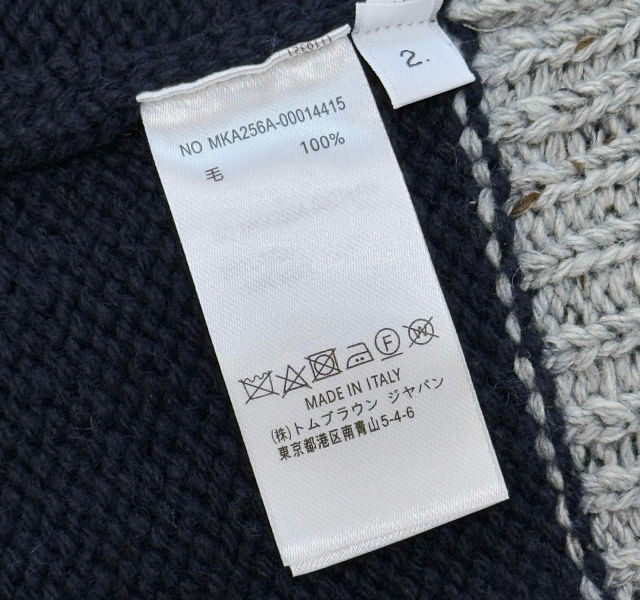 2.
NO MKA256A-00014415
毛 100%
MADE IN ITALY
(株)トムブラウン ジャパン
東京都港区南青山5-4-6